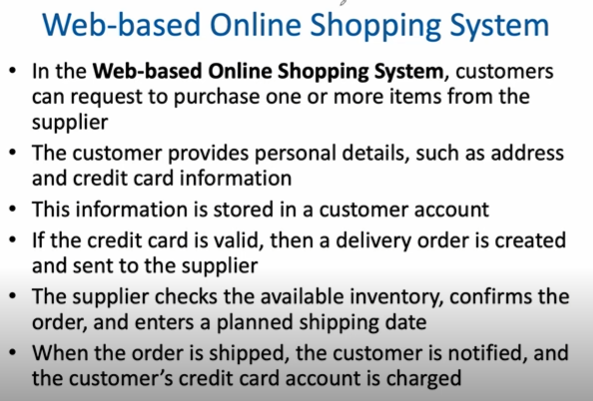 Web-based Online Shopping System
• In the Web-based Online Shopping System, customers
can request to purchase one or more items from the
supplier
• The customer provides personal details, such as address
and credit card information
• This information is stored in a customer account
• If the credit card is valid, then a delivery order is created
and sent to the supplier
• The supplier checks the available inventory, confirms the
order, and enters a planned shipping date
• When the order is shipped, the customer is notified, and
the customer's credit card account is charged